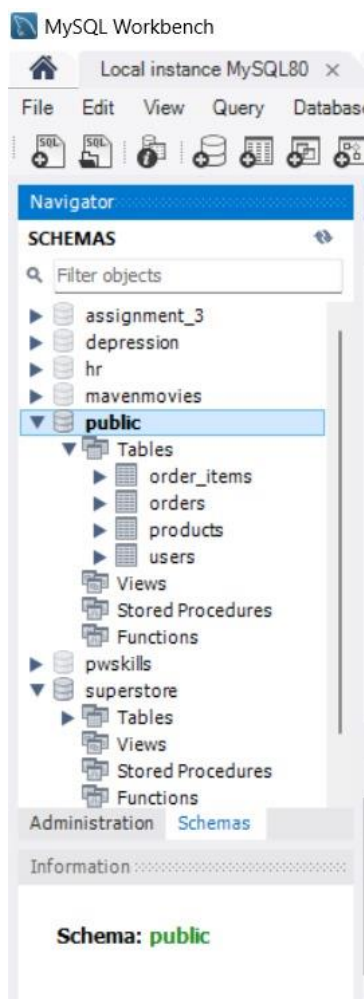 MySQL Workbench
Local instance MySQL80 ×
File Edit View Query Databas
SQL SQL
Navigator
SCHEMAS
Filter objects
assignment_3
depression
hr
mavenmovies
public
Tables
order_items
orders
products
users
Views
Stored Procedures
Functions
pwskills
superstore
Tables
Views
Stored Procedures
Functions
Administration Schemas
Information
Schema: public